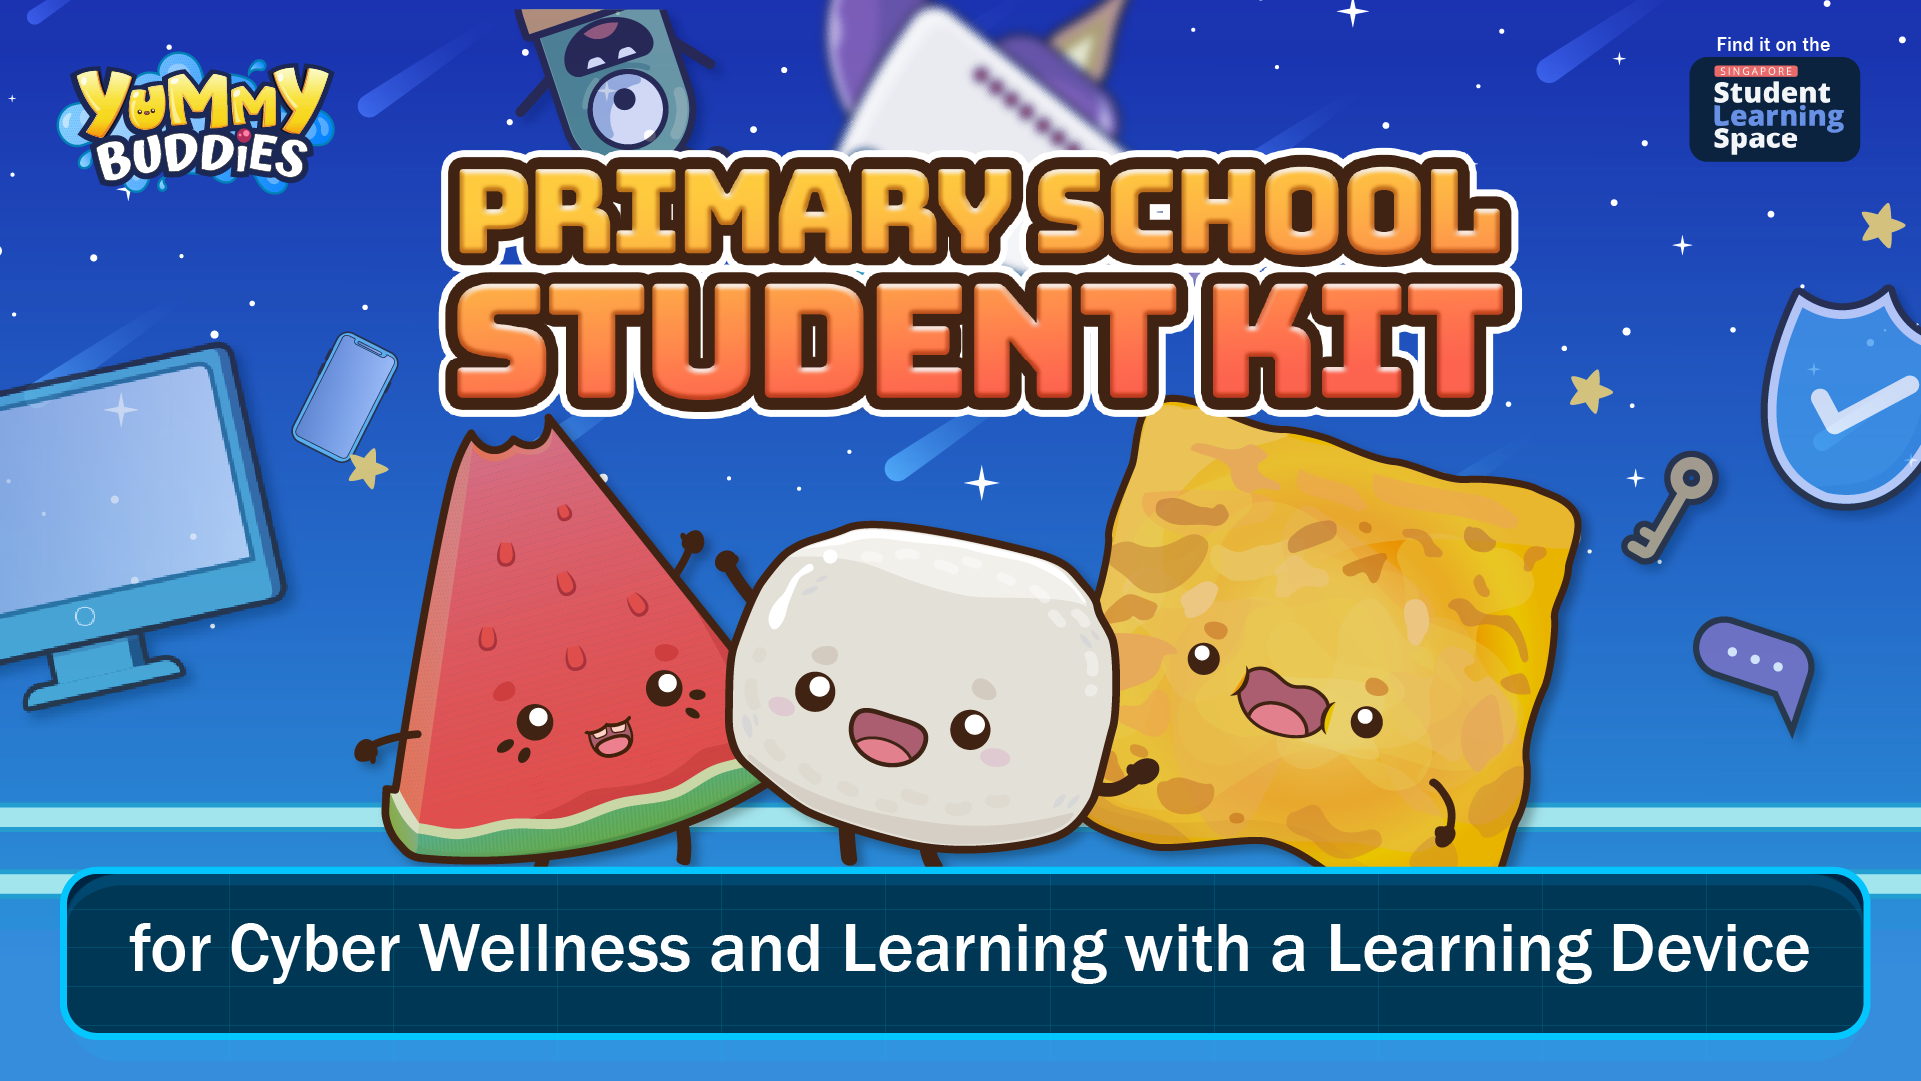 YUMMY
BUDDiES
Find it on the
SINGAPORE
Student
Learning
Space
PRIMARY SCHOOL
STUDENT KIT
for Cyber Wellness and Learning with a Learning Device